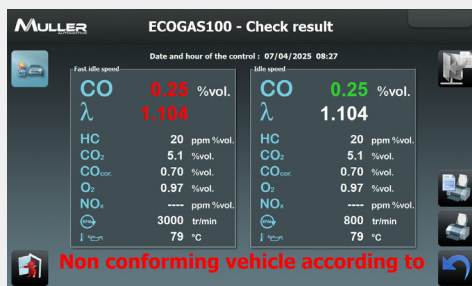 MULLER
AUTOMOTIVE
ECOGAS100 - Check result
Date and hour of the control : 07/04/2025 08:27
Fast idle speed
CO 0.25 %vol.
λ 1.104
HC 20 ppm %vol.
CO₂ 5.1 %vol.
COcor. 0.70 %vol.
O₂ 0.97 %vol.
NOₓ ---- ppm %vol.
3000 tr/min
79 °C
Idle speed
CO 0.25 %vol.
λ 1.104
HC 20 ppm %vol.
CO₂ 5.1 %vol.
COcor. 0.70 %vol.
O₂ 0.97 %vol.
NOₓ ---- ppm %vol.
800 tr/min
79 °C
Non conforming vehicle according to